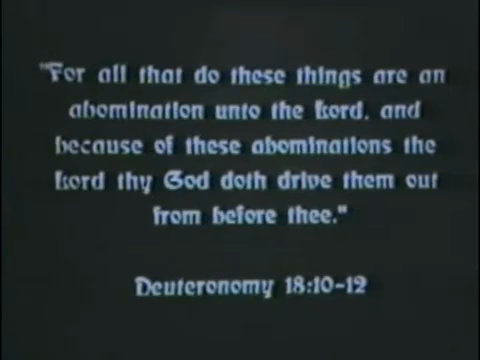 "For all that do these things are an
abomination unto the Lord, and
because of these abominations the
Lord thy God doth drive them out
from before thee."
Deuteronomy 18:10-12